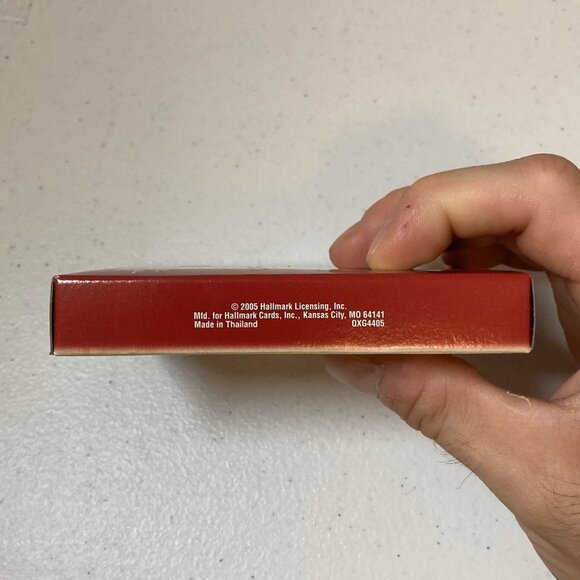 © 2005 Hallmark Licensing, Inc.
Mfd. for Hallmark Cards, Inc., Kansas City, MO 64141
Made in Thailand QXG4405